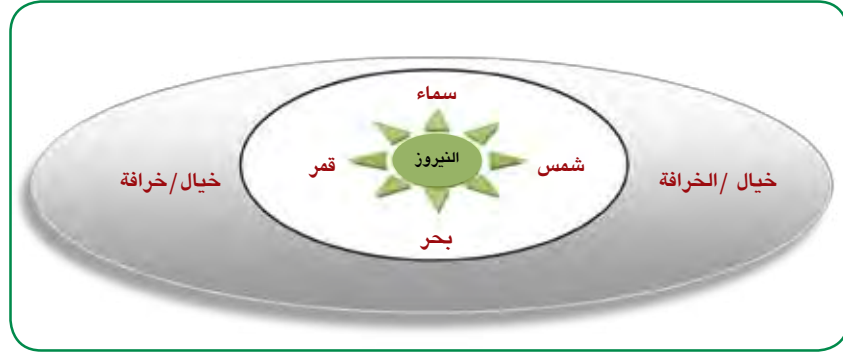 سماء
النيروز
شمس
قمر
خيال /الخرافة
خيال/خرافة
بحر